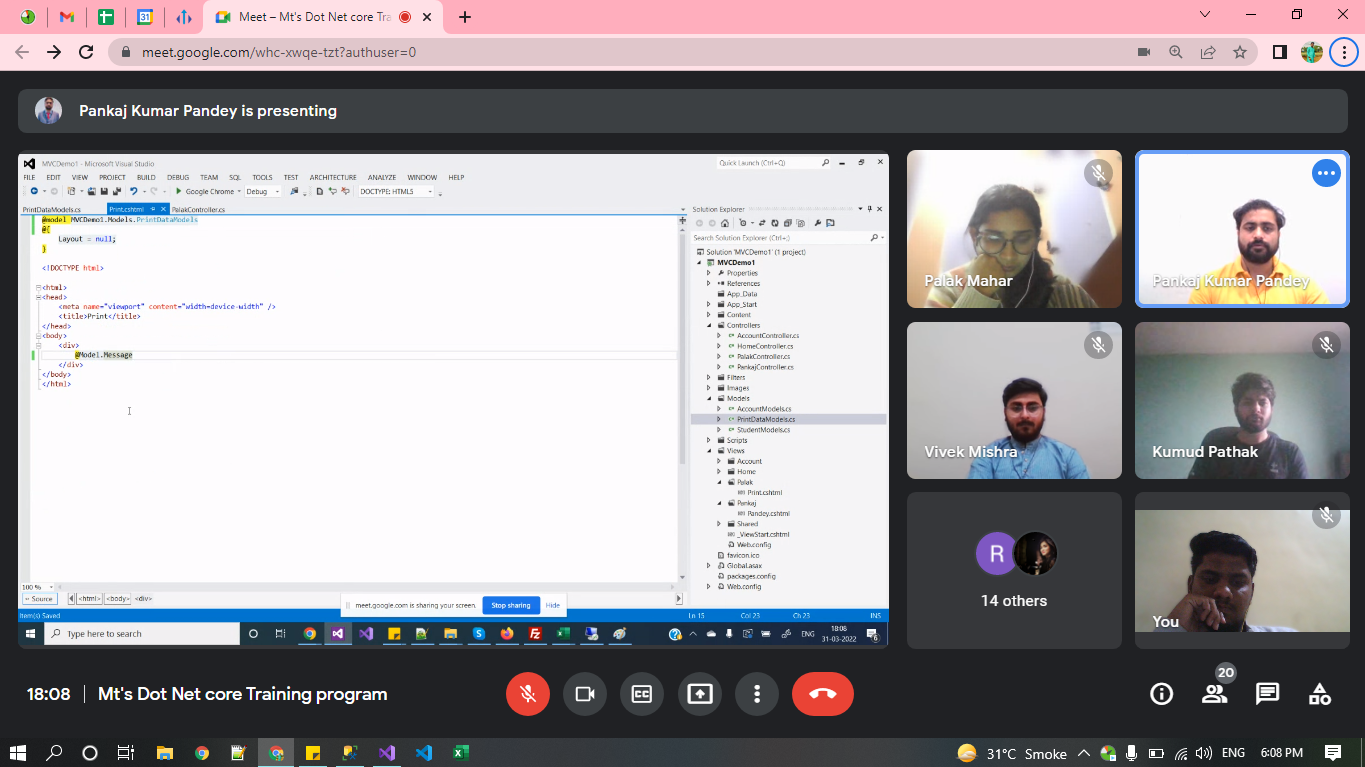 31
Meet – Mt's Dot Net core Tra
meet.google.com/whc-xwqe-tzt?authuser=0
Pankaj Kumar Pandey is presenting
MVCDemo1 - Microsoft Visual Studio
Quick Launch (Ctrl+Q)
FILE EDIT VIEW PROJECT BUILD DEBUG TEAM SQL TOOLS TEST ARCHITECTURE ANALYZE WINDOW HELP
Google Chrome Debug DOCTYPE: HTML5
PrintDataModels.cs Print.cshtml PalakController.cs
@model MVCDemo1.Models.PrintDataModels
@{
Layout = null;
}
<!DOCTYPE html>
<html>
<head>
<meta name="viewport" content="width=device-width" />
<title>Print</title>
</head>
<body>
<div>
@Model.Message
</div>
</body>
</html>
100 %
Source <html> <body> <div>
Item(s) Saved
Ln 15 Col 23 Ch 23 INS
Solution Explorer
Search Solution Explorer (Ctrl+;)
Solution 'MVCDemo1' (1 project)
MVCDemo1
Properties
References
App_Data
App_Start
Content
Controllers
AccountController.cs
HomeController.cs
PalakController.cs
PankajController.cs
Filters
Images
Models
AccountModels.cs
PrintDataModels.cs
StudentModels.cs
Scripts
Views
Account
Home
Palak
Print.cshtml
Pankaj
Pandey.cshtml
Shared
_ViewStart.cshtml
Web.config
favicon.ico
Global.asax
packages.config
Web.config
meet.google.com is sharing your screen. Stop sharing Hide
Type here to search
ENG
18:08
31-03-2022
6
Palak Mahar
Pankaj Kumar Pandey
Vivek Mishra
Kumud Pathak
R
14 others
You
18:08 Mt's Dot Net core Training program
CC
20
31°C Smoke ENG 6:08 PM